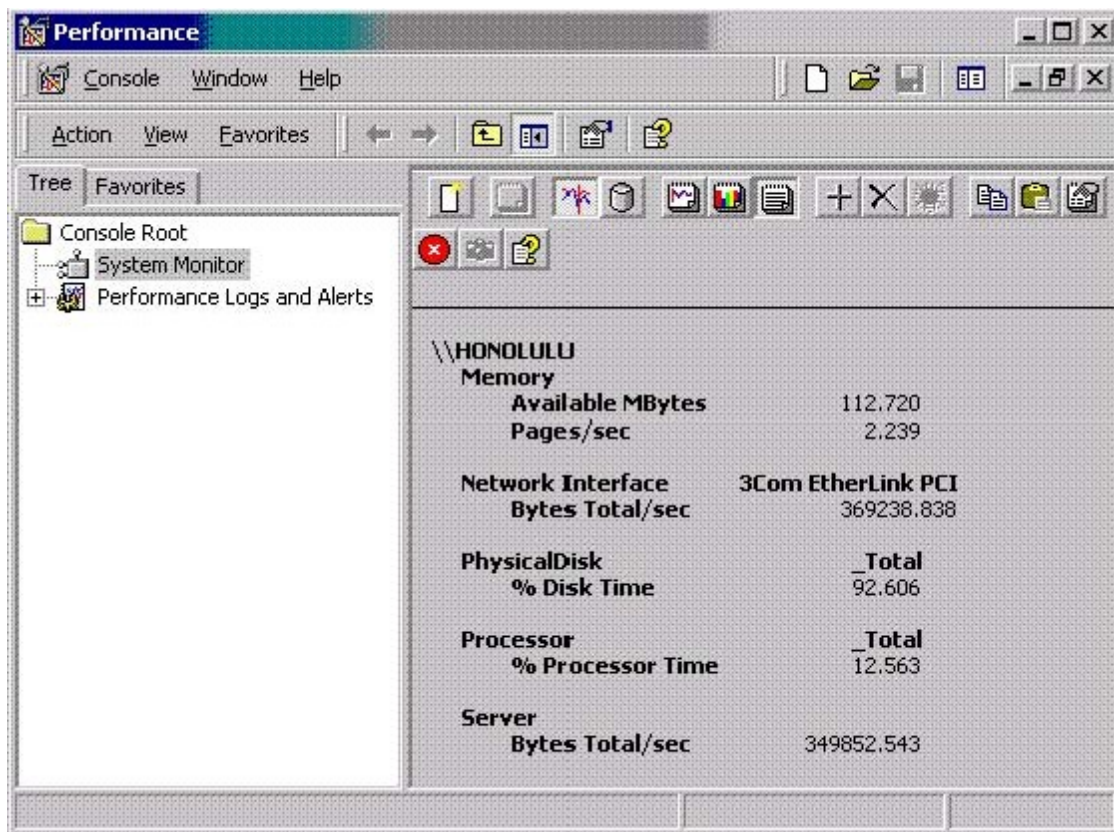 Performance
Console Window Help
Action View Favorites
Tree Favorites
Console Root
System Monitor
Performance Logs and Alerts
\\HONOLULU
Memory
Available MBytes 112.720
Pages/sec 2.239
Network Interface 3Com EtherLink PCI
Bytes Total/sec 369238.838
PhysicalDisk _Total
% Disk Time 92.606
Processor _Total
% Processor Time 12.563
Server
Bytes Total/sec 349852.543